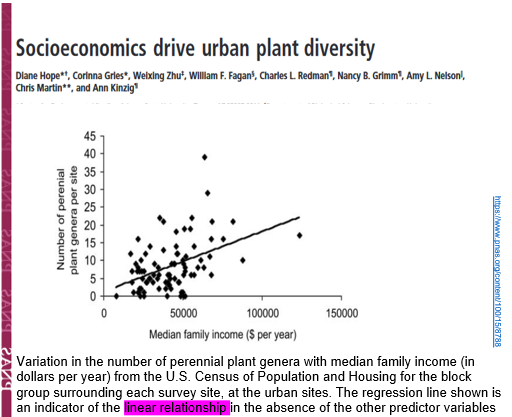 Socioeconomics drive urban plant diversity
Diane Hope*†, Corinna Gries*, Weixing Zhu‡, William F. Fagan§, Charles L. Redman¶, Nancy B. Grimm¶, Amy L. Nelson‖,
Chris Martin**, and Ann Kinzig¶
Number of perenial
plant genera per site
45
40
35
30
25
20
15
10
5
0
0 50000 100000 150000
Median family income ($ per year)
https://www.pnas.org/content/100/15/8788
PNAS
Variation in the number of perennial plant genera with median family income (in
dollars per year) from the U.S. Census of Population and Housing for the block
group surrounding each survey site, at the urban sites. The regression line shown is
an indicator of the linear relationship in the absence of the other predictor variables